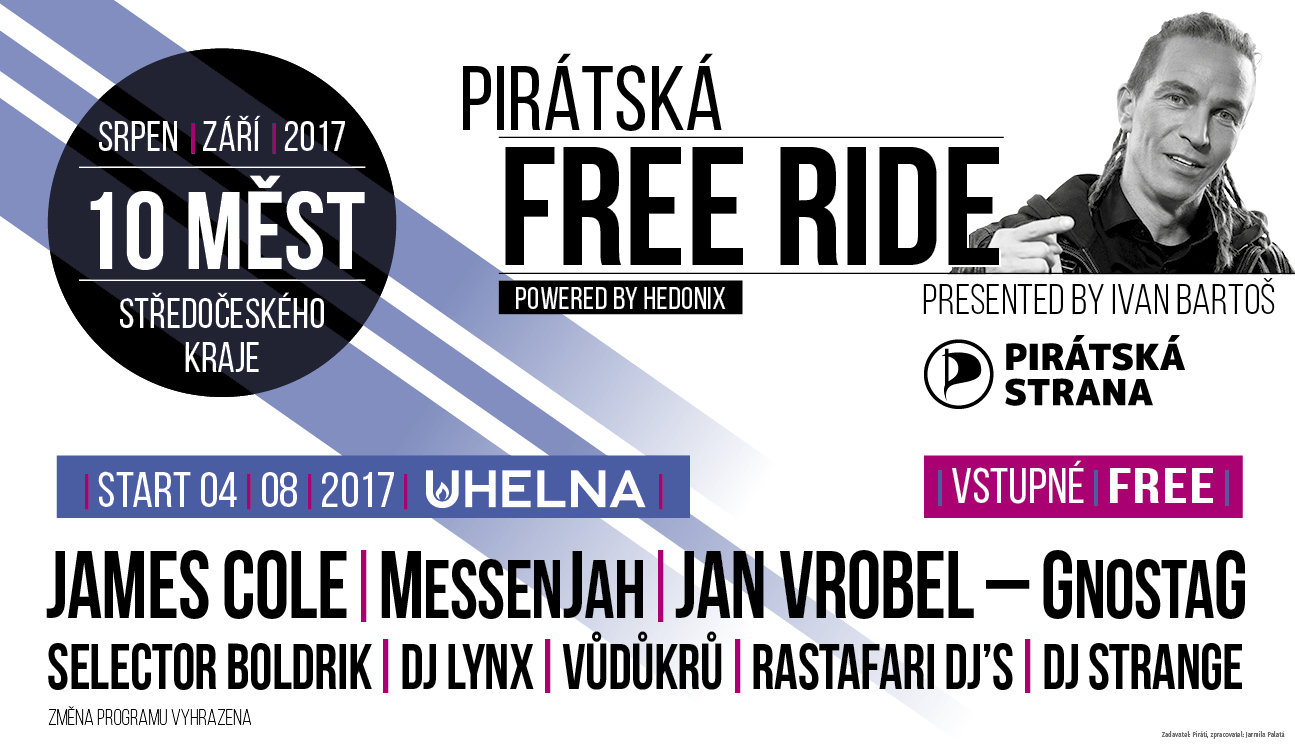 SRPEN | ZÁŘÍ | 2017
10 MĚST
STŘEDOČESKÉHO
KRAJE
PIRÁTSKÁ
FREE RIDE
POWERED BY HEDONIX
PRESENTED BY IVAN BARTOŠ
PIRÁTSKÁ
STRANA
| START 04 | 08 | 2017 | UHELNA |
| VSTUPNÉ | FREE |
JAMES COLE | MESSENJAH | JAN VROBEL – GNOSTAG
SELECTOR BOLDRIK | DJ LYNX | VŮDŮKRŮ | RASTAFARI DJ'S | DJ STRANGE
ZMĚNA PROGRAMU VYHRAZENA
Zadavatel: Piráti, zpracovatel: Jarmila Palatá